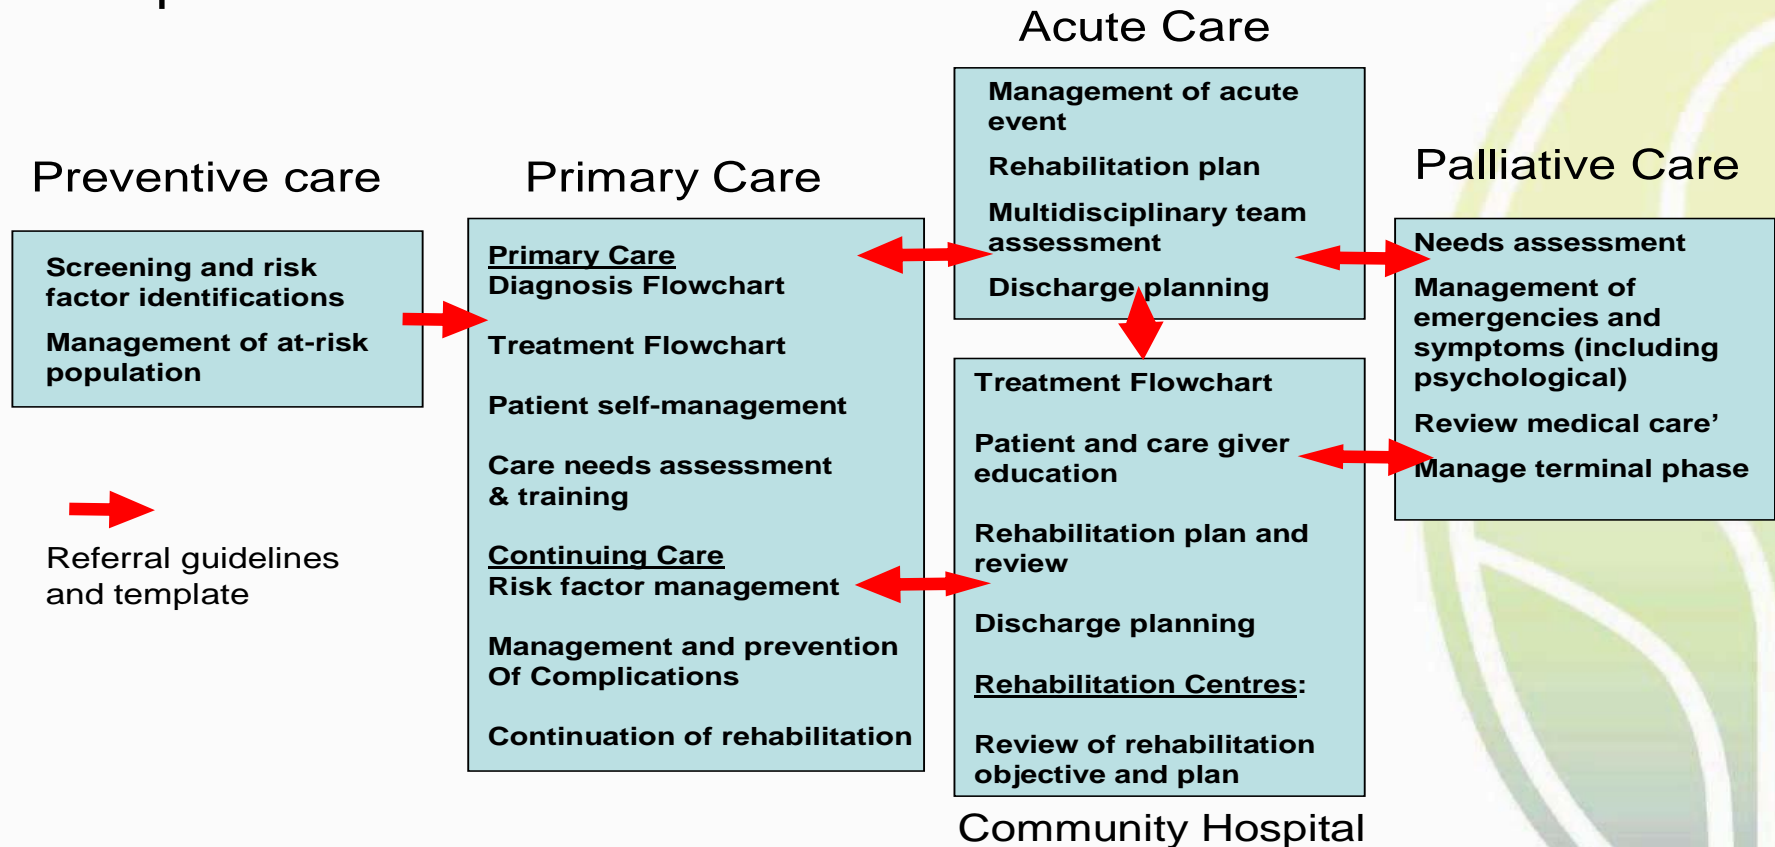 Preventive care
Screening and risk
factor identifications
Management of at-risk
population
Referral guidelines
and template
Primary Care
Primary Care
Diagnosis Flowchart
Treatment Flowchart
Patient self-management
Care needs assessment
& training
Continuing Care
Risk factor management
Management and prevention
Of Complications
Continuation of rehabilitation
Acute Care
Management of acute
event
Rehabilitation plan
Multidisciplinary team
assessment
Discharge planning
Treatment Flowchart
Patient and care giver
education
Rehabilitation plan and
review
Discharge planning
Rehabilitation Centres:
Review of rehabilitation
objective and plan
Community Hospital
Palliative Care
Needs assessment
Management of
emergencies and
symptoms (including
psychological)
Review medical care’
Manage terminal phase